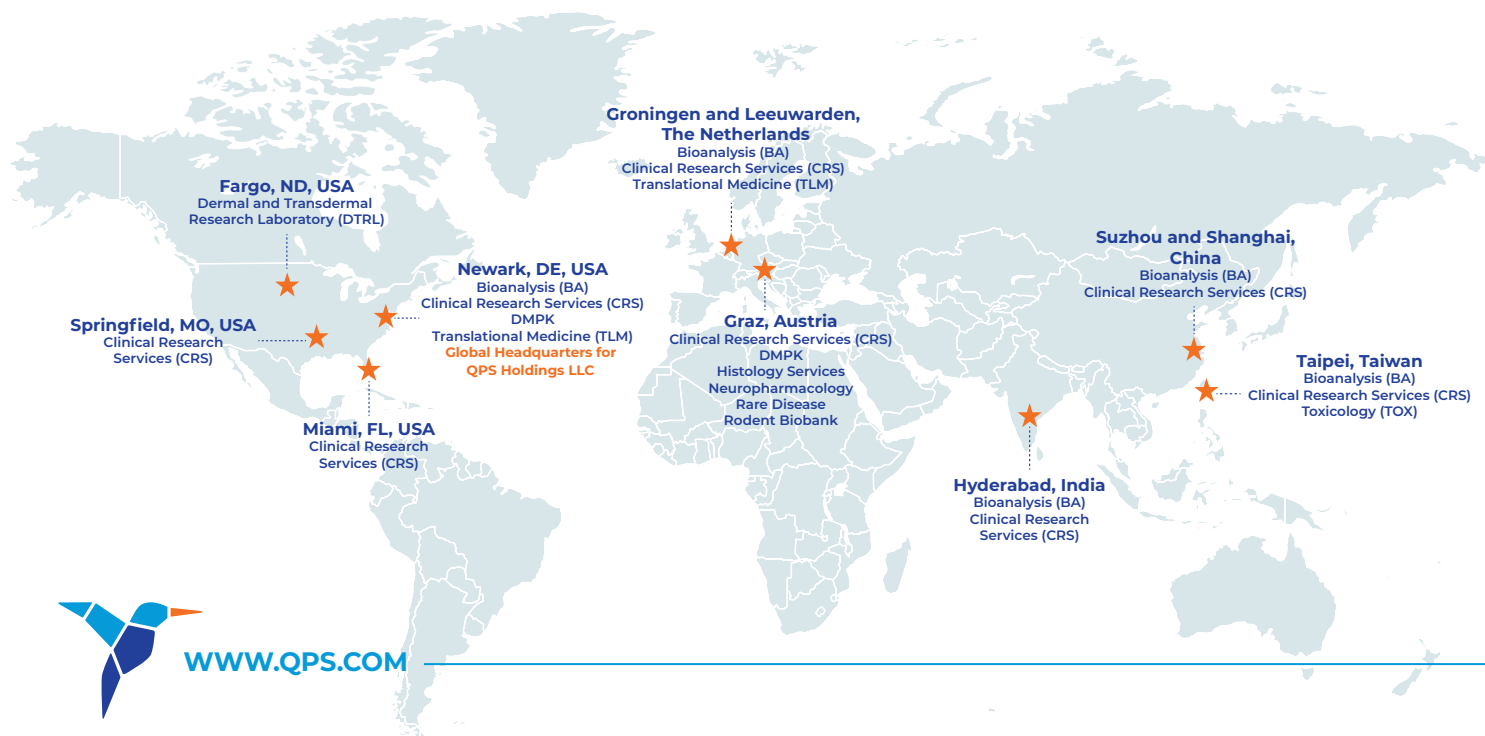 Groningen and Leeuwarden,
The Netherlands
Bioanalysis (BA)
Clinical Research Services (CRS)
Translational Medicine (TLM)
Fargo, ND, USA
Dermal and Transdermal
Research Laboratory (DTRL)
Suzhou and Shanghai,
China
Bioanalysis (BA)
Clinical Research Services (CRS)
Newark, DE, USA
Bioanalysis (BA)
Clinical Research Services (CRS)
DMPK
Translational Medicine (TLM)
Global Headquarters for
QPS Holdings LLC
Springfield, MO, USA
Clinical Research
Services (CRS)
Graz, Austria
Clinical Research Services (CRS)
DMPK
Histology Services
Neuropharmacology
Rare Disease
Rodent Biobank
Taipei, Taiwan
Bioanalysis (BA)
Clinical Research Services (CRS)
Toxicology (TOX)
Miami, FL, USA
Clinical Research
Services (CRS)
Hyderabad, India
Bioanalysis (BA)
Clinical Research
Services (CRS)
WWW.QPS.COM